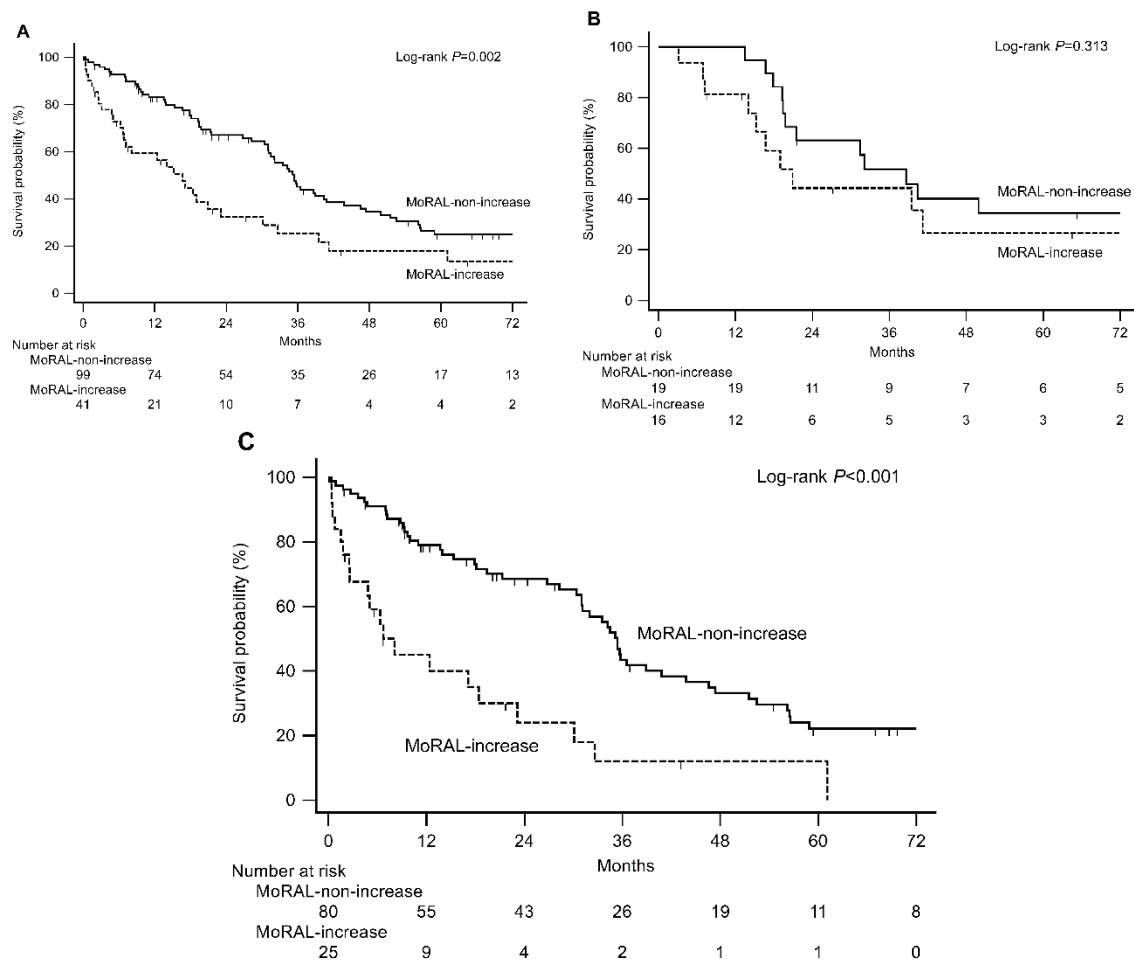 A
Log-rank P=0.002
Survival probability (%)
100
80
60
40
20
0
MoRAL-non-increase
MoRAL-increase
0 12 24 36 48 60 72
Months
Number at risk
MoRAL-non-increase
99 74 54 35 26 17 13
MoRAL-increase
41 21 10 7 4 4 2
B
Log-rank P=0.313
Survival probability (%)
100
80
60
40
20
0
MoRAL-non-increase
MoRAL-increase
0 12 24 36 48 60 72
Months
Number at risk
MoRAL-non-increase
19 19 11 9 7 6 5
MoRAL-increase
16 12 6 5 3 3 2
C
Log-rank P<0.001
Survival probability (%)
100
80
60
40
20
0
MoRAL-non-increase
MoRAL-increase
0 12 24 36 48 60 72
Months
Number at risk
MoRAL-non-increase
80 55 43 26 19 11 8
MoRAL-increase
25 9 4 2 1 1 0